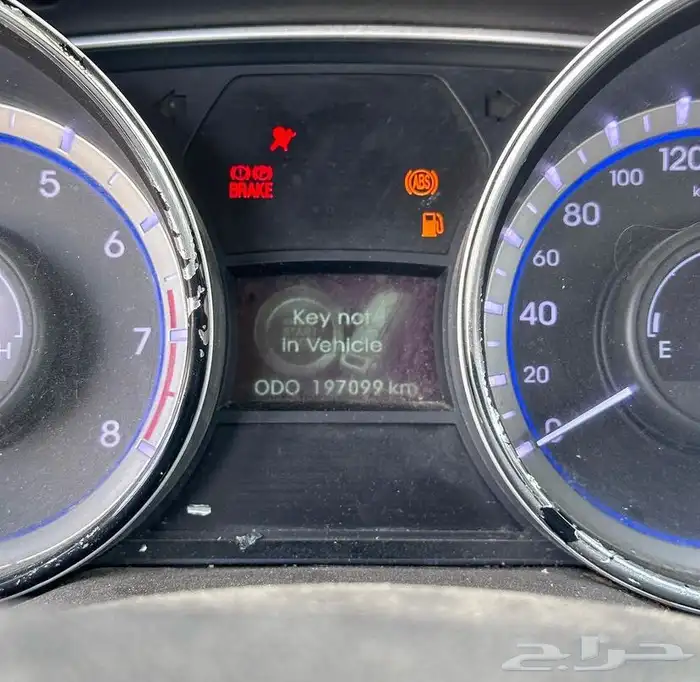 5
6
7
8
H
BRAKE
ABS
Key not
in Vehicle
ODO 197099 km
0
20
40
60
80
100
120
E
حراج